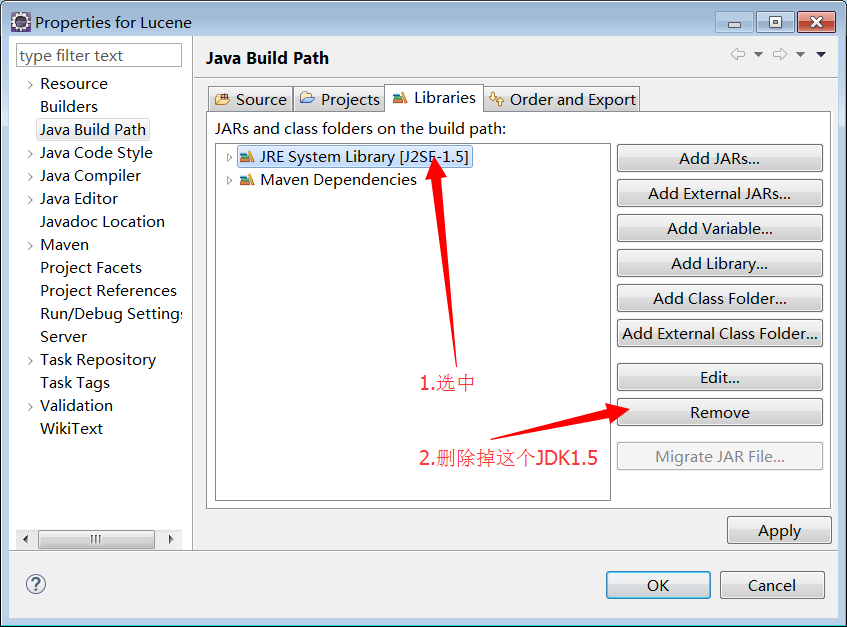 Properties for Lucene
type filter text
Resource
Builders
Java Build Path
Java Code Style
Java Compiler
Java Editor
Javadoc Location
Maven
Project Facets
Project References
Run/Debug Settings
Server
Task Repository
Task Tags
Validation
WikiText
Java Build Path
Source
Projects
Libraries
Order and Export
JARs and class folders on the build path:
JRE System Library [J2SE-1.5]
Maven Dependencies
1.选中
2.删除掉这个JDK1.5
Add JARs...
Add External JARs...
Add Variable...
Add Library...
Add Class Folder...
Add External Class Folder...
Edit...
Remove
Migrate JAR File...
Apply
OK
Cancel